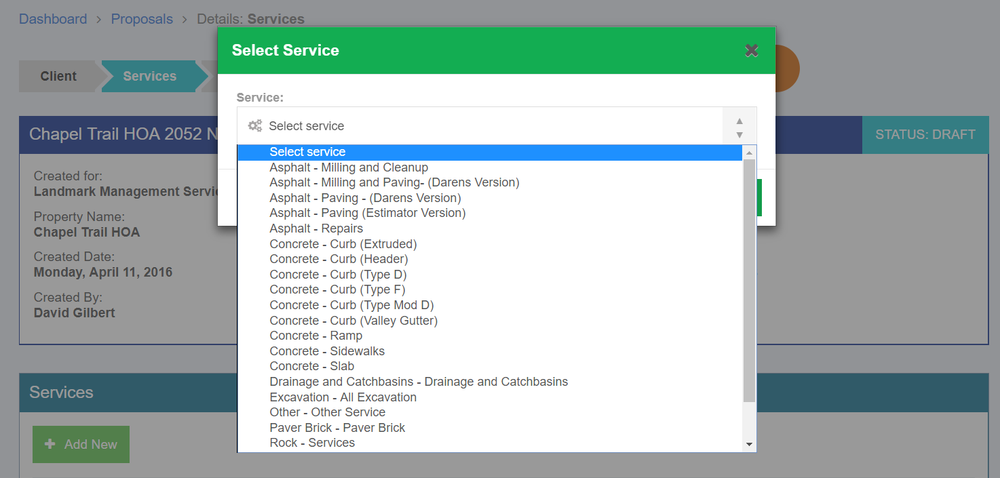 Dashboard > Proposals > Details: Services
Client
Services
Select Service
Service:
Select service
Select service
Asphalt - Milling and Cleanup
Asphalt - Milling and Paving- (Darens Version)
Asphalt - Paving - (Darens Version)
Asphalt - Paving (Estimator Version)
Asphalt - Repairs
Concrete - Curb (Extruded)
Concrete - Curb (Header)
Concrete - Curb (Type D)
Concrete - Curb (Type F)
Concrete - Curb (Type Mod D)
Concrete - Curb (Valley Gutter)
Concrete - Ramp
Concrete - Sidewalks
Concrete - Slab
Drainage and Catchbasins - Drainage and Catchbasins
Excavation - All Excavation
Other - Other Service
Paver Brick - Paver Brick
Rock - Services
Chapel Trail HOA 2052 N
STATUS: DRAFT
Created for:
Landmark Management
Property Name:
Chapel Trail HOA
Created Date:
Monday, April 11, 2016
Created By:
David Gilbert
Services
Add New